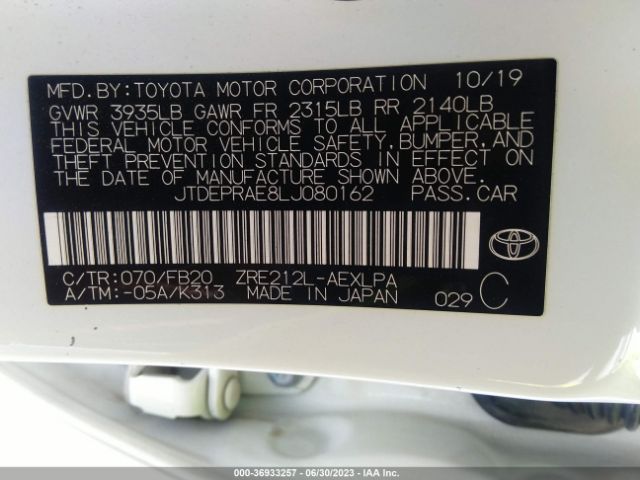 MFD.BY:TOYOTA MOTOR CORPORATION 10/19
GVWR 3935LB GAWR FR 2315LB RR 2140LB
THIS VEHICLE CONFORMS TO ALL APPLICABLE
FEDERAL MOTOR VEHICLE SAFETY,BUMPER,AND
THEFT PREVENTION STANDARDS IN EFFECT ON
THE DATE OF MANUFACTURE SHOWN ABOVE.
JTDEPRAE8LJ080162 PASS.CAR
C/TR:070/FB20 ZRE212L-AEXLPA
A/TM:-05A/K313 MADE IN JAPAN 029 C
000-36933257 - 06/30/2023 - IAAI.COM